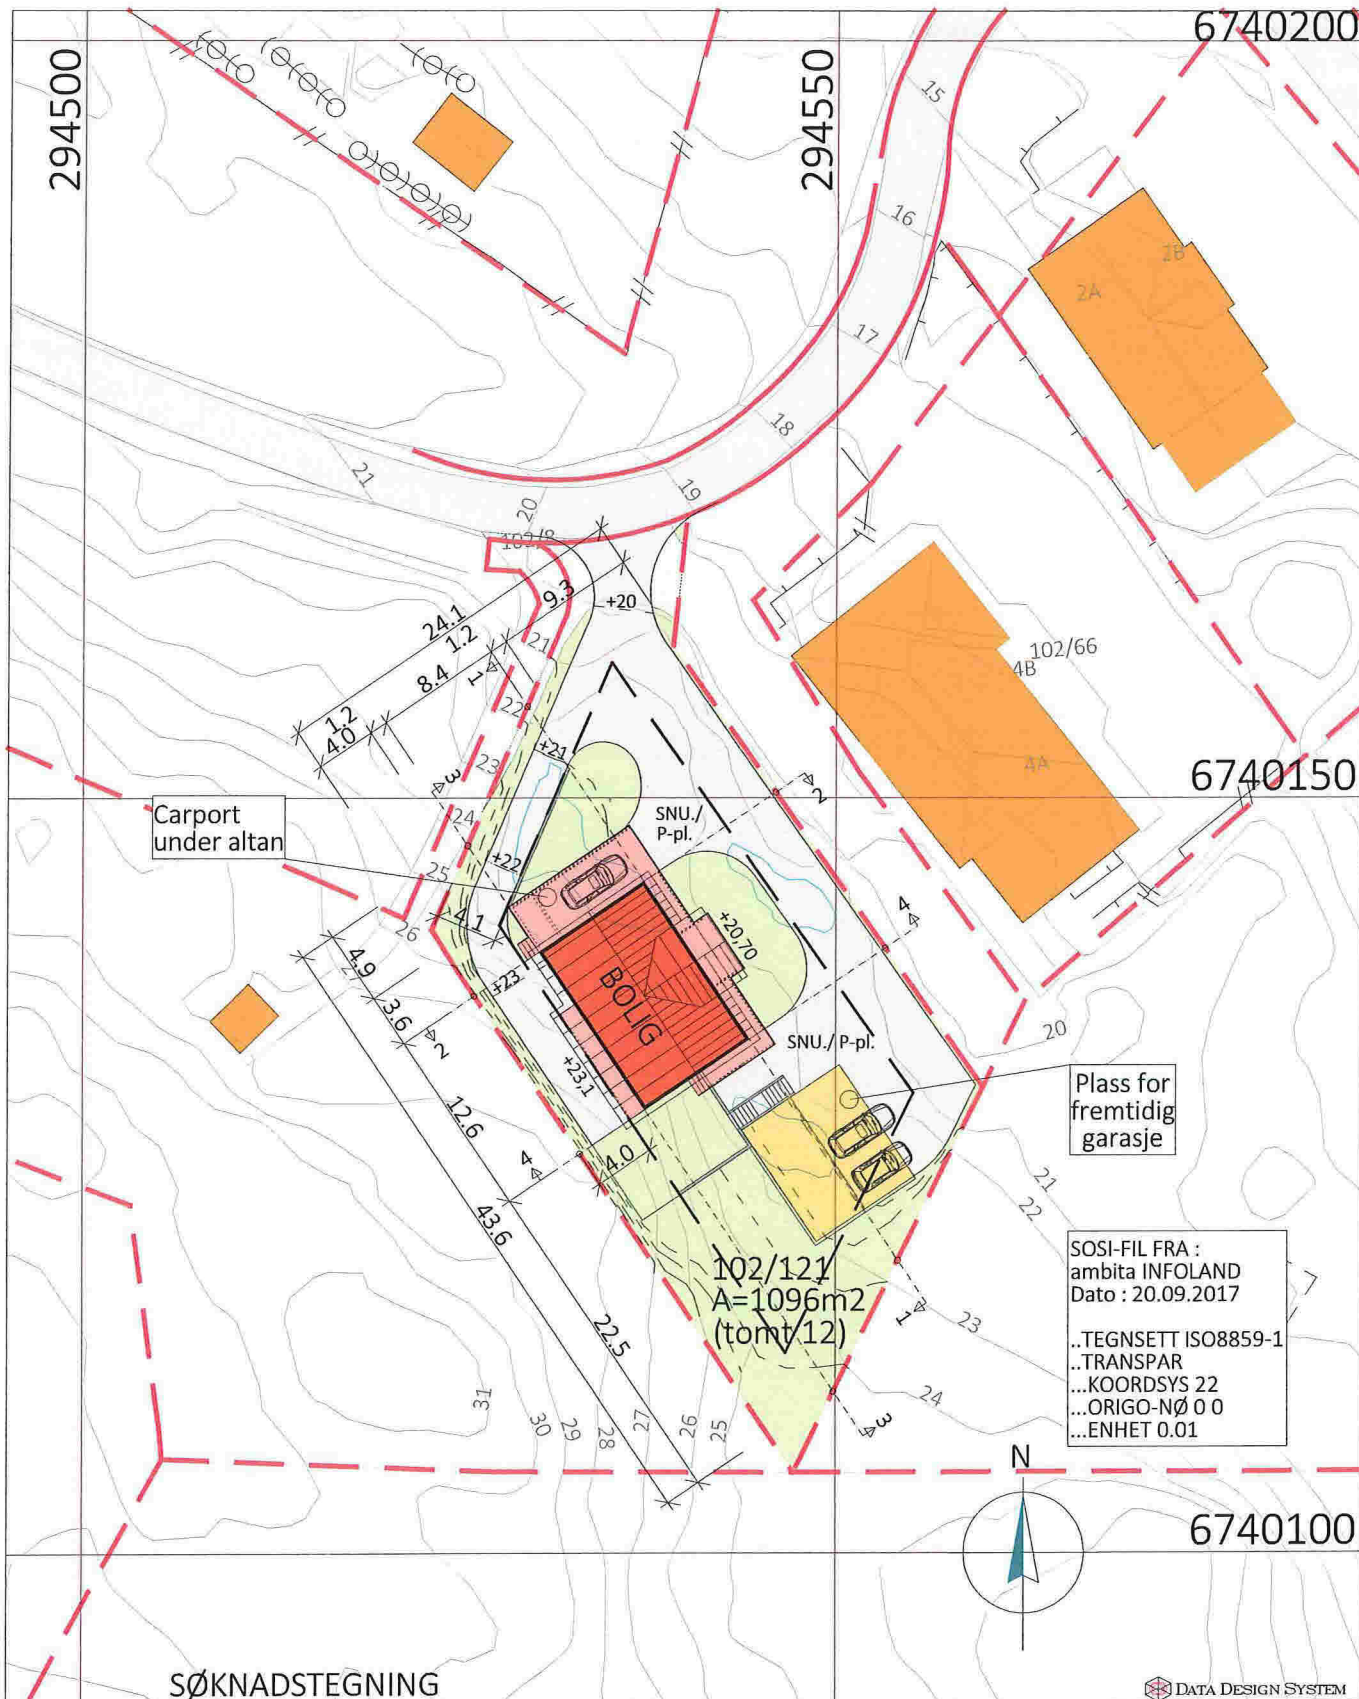 6740200
294500
294550
15
16
2B
2A
17
18
21
20
19
102/8
+20
24.1
9.3
1.2
21
8.4
1
102/66
4B
22
1.2
4.0
+21
4A
23
3
2
6740150
SNU./
P-pl.
Carport
under altan
24
+22
25
4
4.1
26
+20,70
4.9
+23
BOLIG
3.6
2
SNU./ P-pl.
20
+23,1
Plass for
fremtidig
garasje
12.6
4
4.0
21
22
43.6
SOSI-FIL FRA :
ambita INFOLAND
Dato : 20.09.2017
..TEGNSETT ISO8859-1
..TRANSPAR
...KOORDSYS 22
...ORIGO-NØ 0 0
...ENHET 0.01
102/121
A=1096m2
(tomt 12)
1
23
22.5
24
31
30
29
28
27
26
25
3
N
6740100
SØKNADSTEGNING
DATA DESIGN SYSTEM